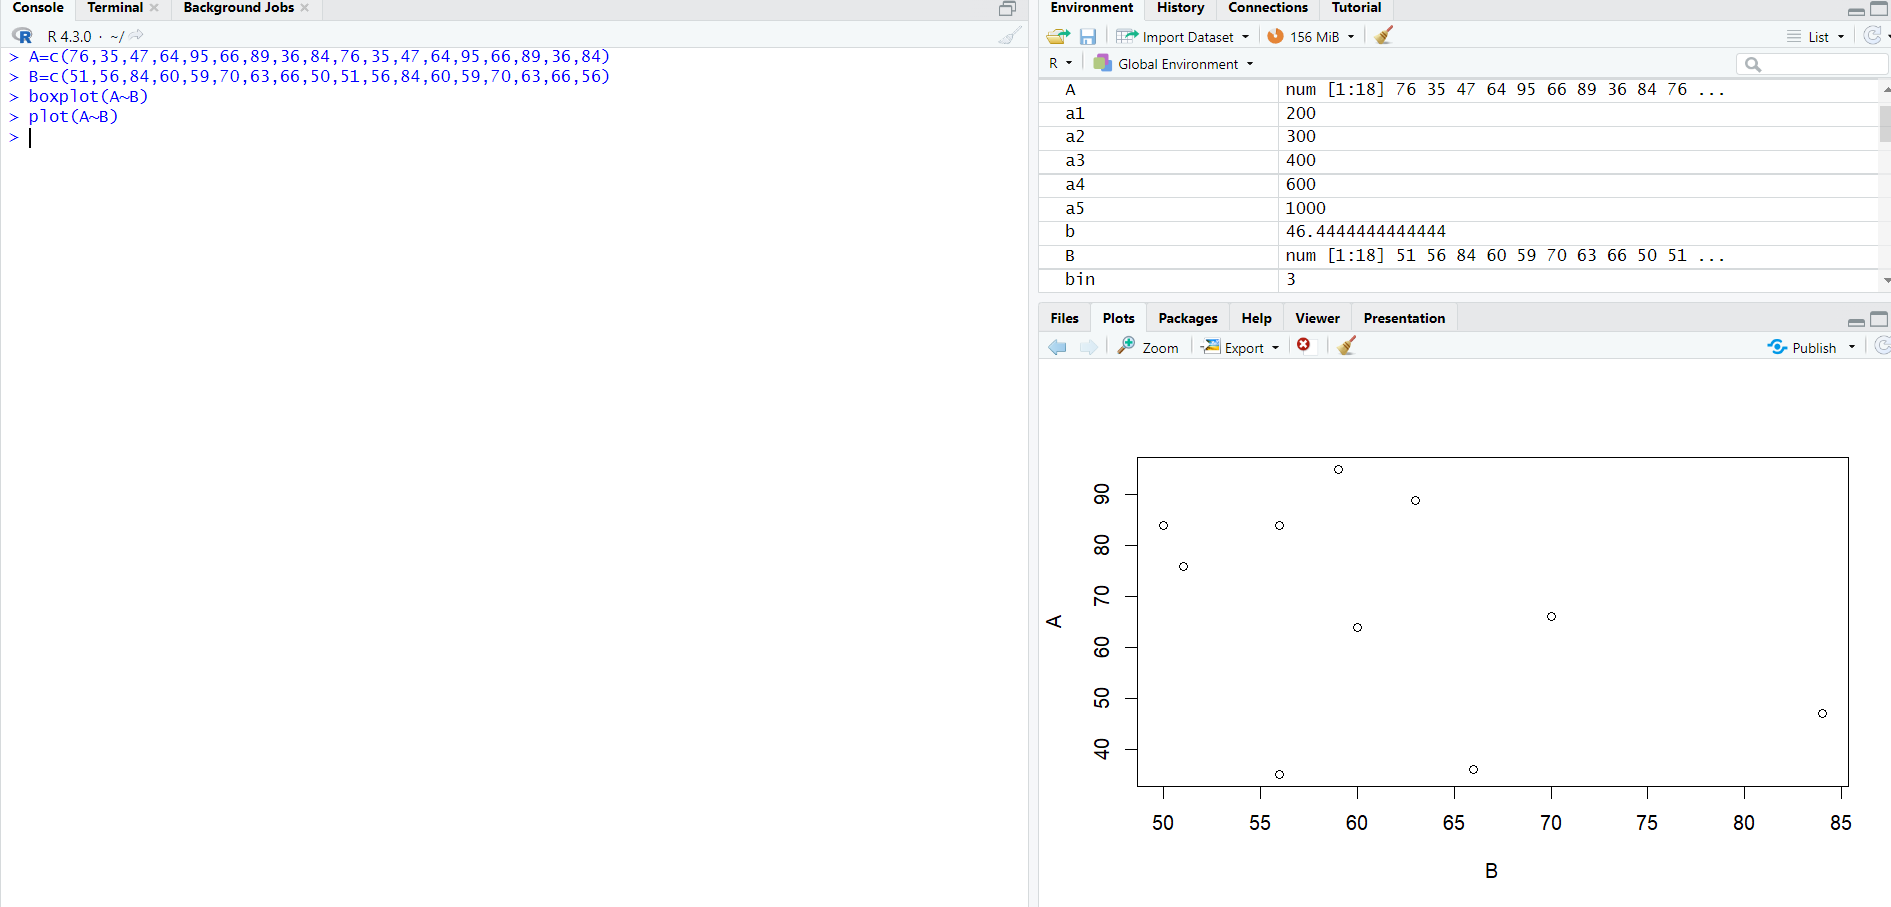 Console Terminal Background Jobs
R 4.3.0 · ~/
> A=c(76,35,47,64,95,66,89,36,84,76,35,47,64,95,66,89,36,84)
> B=c(51,56,84,60,59,70,63,66,50,51,56,84,60,59,70,63,66,56)
> boxplot(A~B)
> plot(A~B)
>
Environment History Connections Tutorial
Import Dataset 156 MiB List
R Global Environment
A num [1:18] 76 35 47 64 95 66 89 36 84 76 ...
a1 200
a2 300
a3 400
a4 600
a5 1000
b 46.4444444444444
B num [1:18] 51 56 84 60 59 70 63 66 50 51 ...
bin 3
Files Plots Packages Help Viewer Presentation
Zoom Export Publish
90
80
70
60
50
40
A
50 55 60 65 70 75 80 85
B